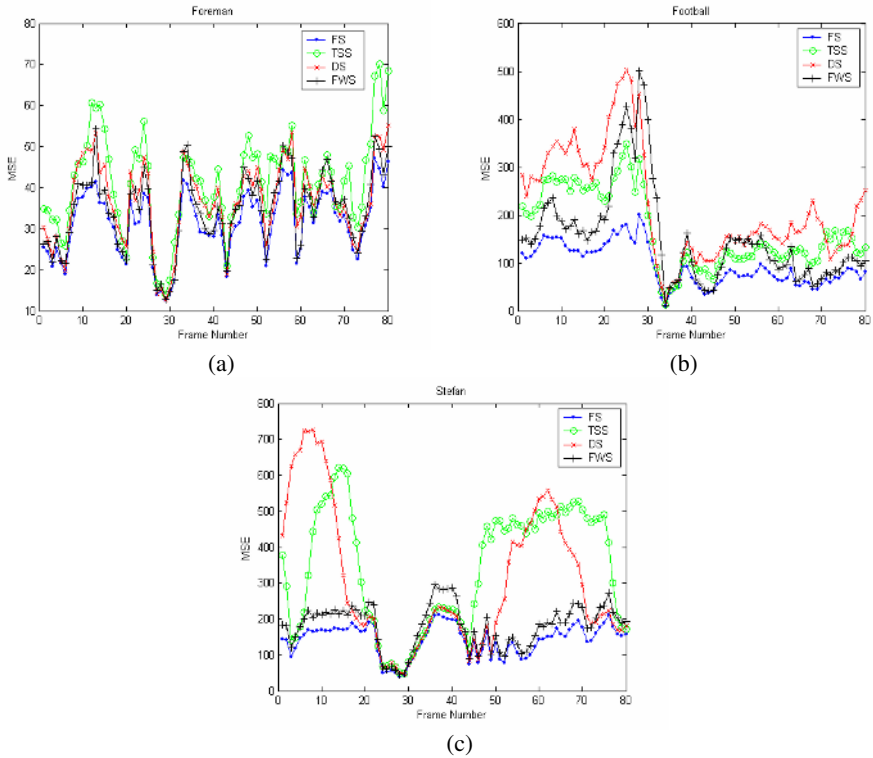 Foreman
FS
TSS
DS
FWS
80
70
60
50
40
30
20
10
MSE
0 10 20 30 40 50 60 70 80
Frame Number
(a)
Football
FS
TSS
DS
FWS
600
500
400
300
200
100
0
MSE
0 10 20 30 40 50 60 70 80
Frame Number
(b)
Stefan
FS
TSS
DS
FWS
800
700
600
500
400
300
200
100
0
MSE
0 10 20 30 40 50 60 70 80
Frame Number
(c)